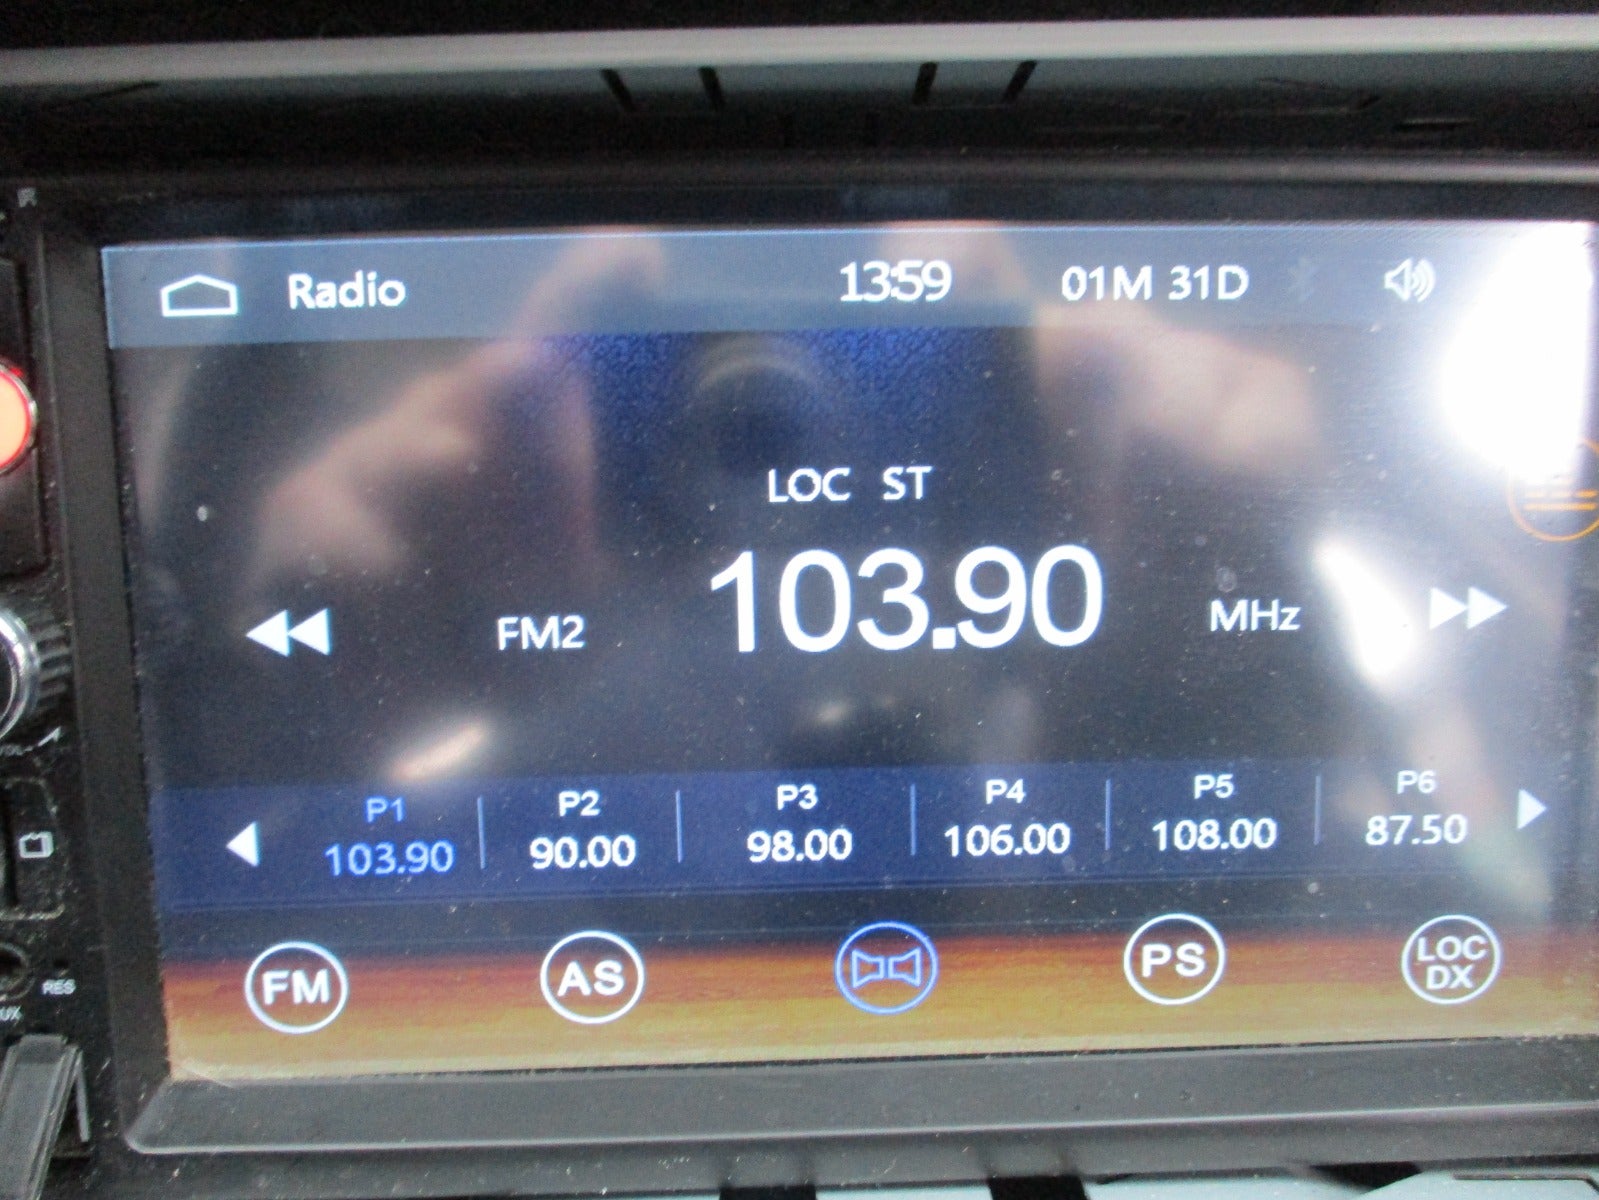 Radio 13:59 01M 31D
LOC ST
FM2 103.90 MHz
P1 P2 P3 P4 P5 P6
103.90 90.00 98.00 106.00 108.00 87.50
FM AS PS LOC
DX
RES